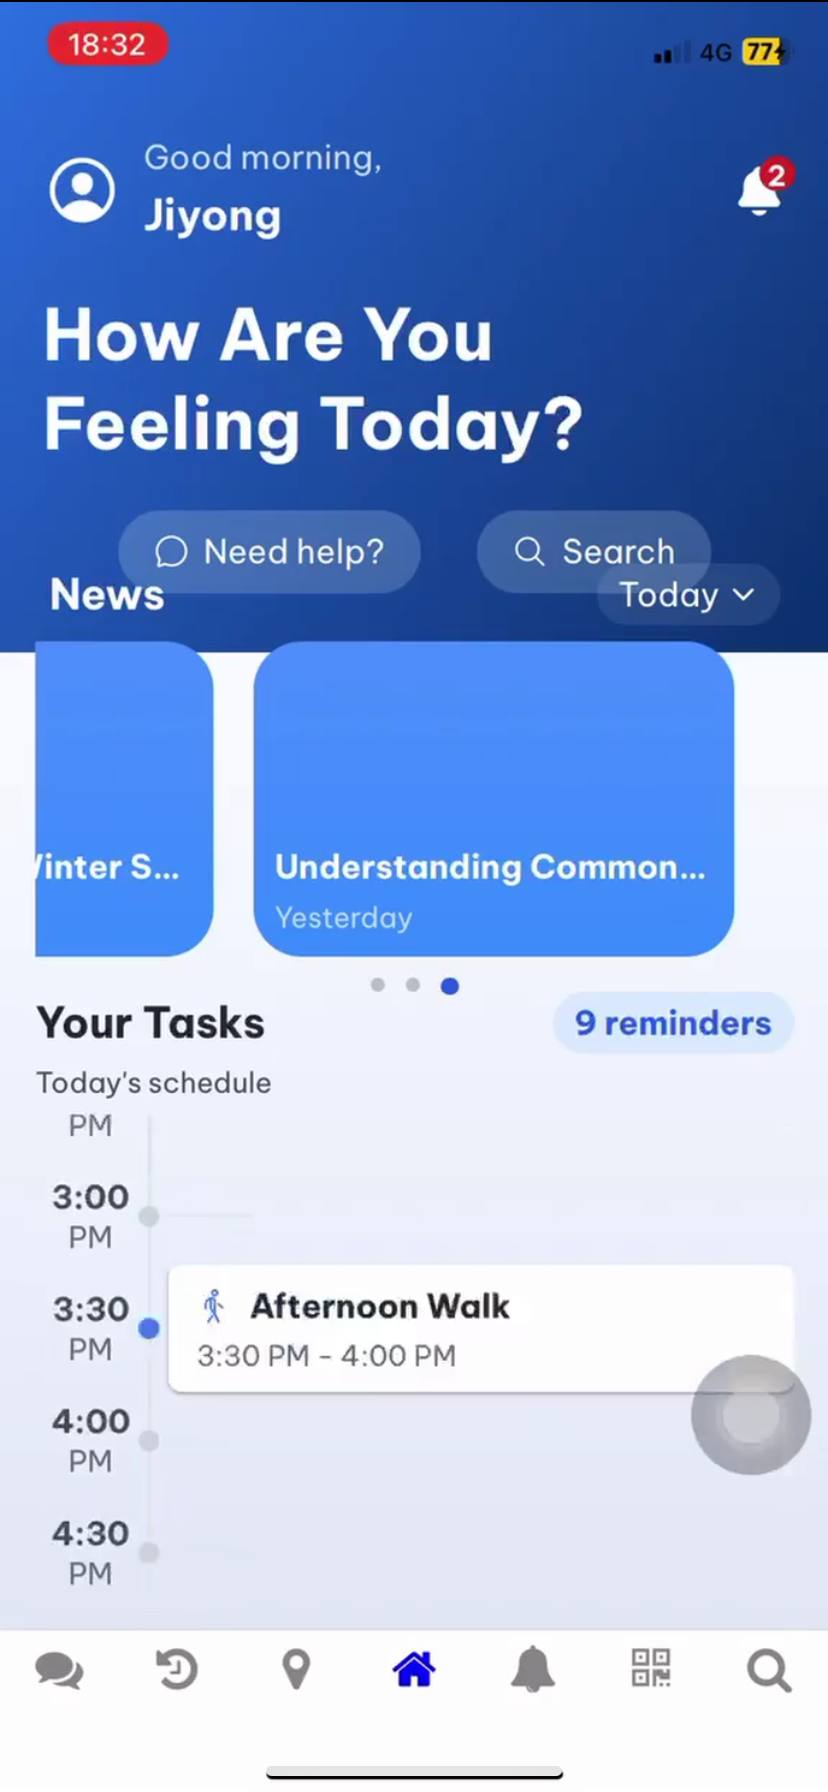 18:32
4G 77
Good morning,
Jiyong
2
How Are You
Feeling Today?
Need help?
Search
News
Today
inter S...
Understanding Common...
Yesterday
Your Tasks
9 reminders
Today's schedule
PM
3:00
PM
3:30
PM
Afternoon Walk
3:30 PM - 4:00 PM
4:00
PM
4:30
PM